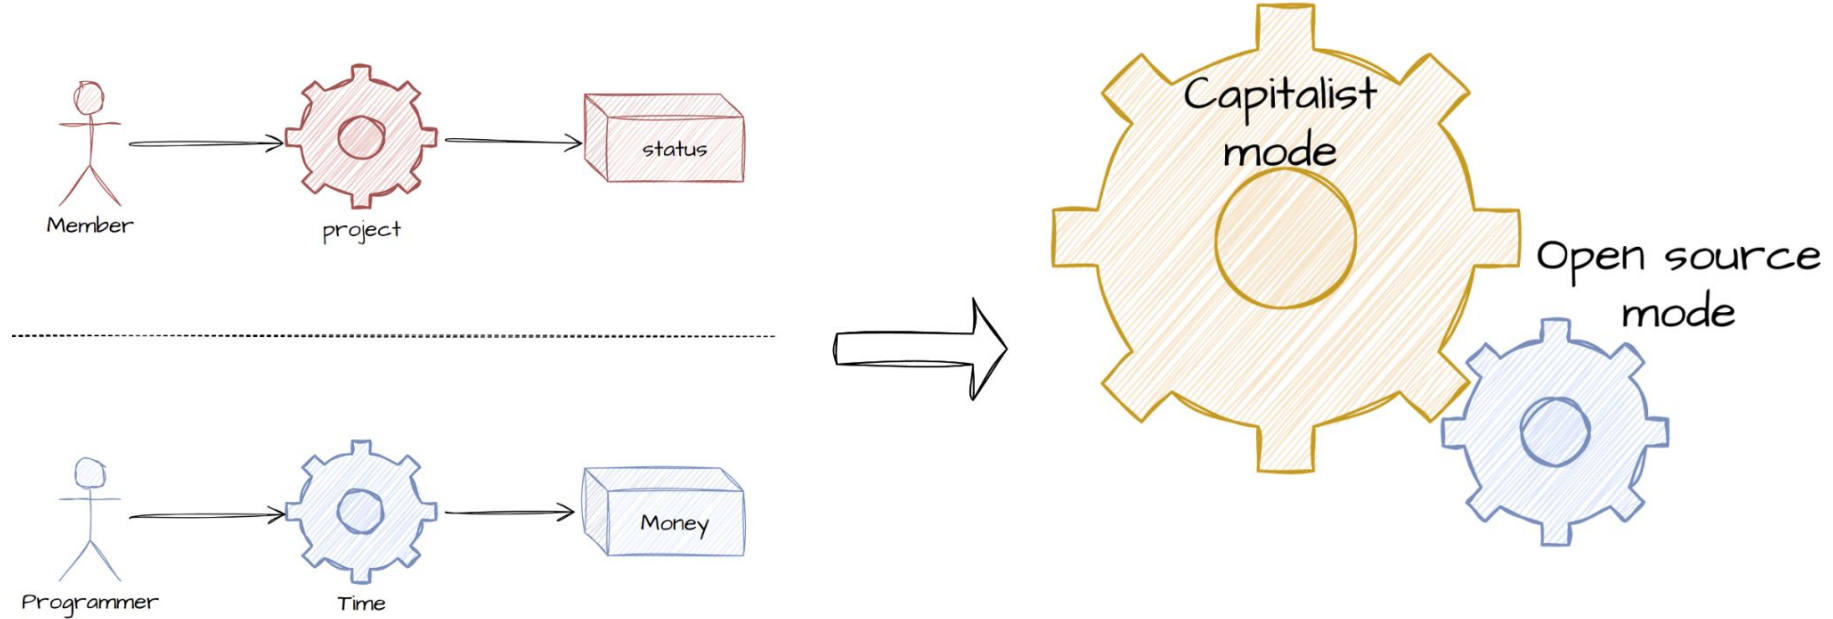 status
Member
project
Money
Programmer
Time
Capitalist
mode
Open source
mode